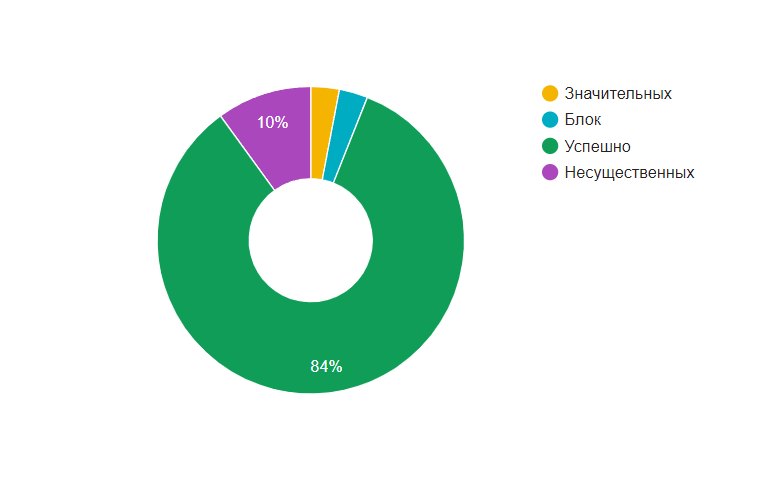 Значительных
Блок
Успешно
Несущественных
10%
84%